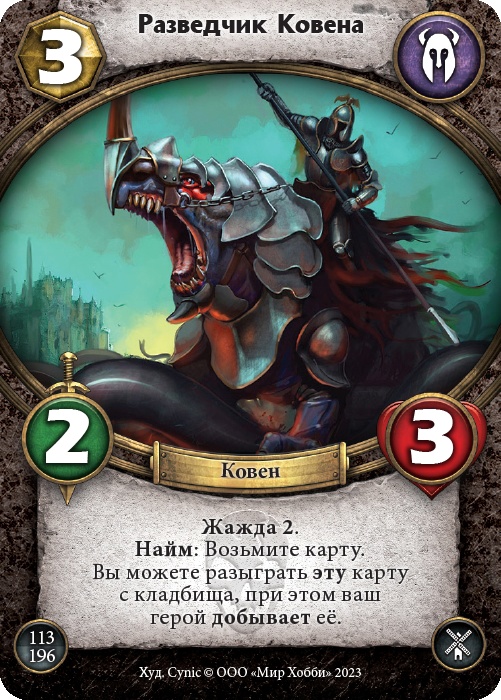 Разведчик Ковена
3
2
3
Ковен
Жажда 2.
Найм: Возьмите карту.
Вы можете разыграть эту карту
с кладбища, при этом ваш
герой добывает её.
113
196
Худ. Cynic © ООО «Мир Хобби» 2023